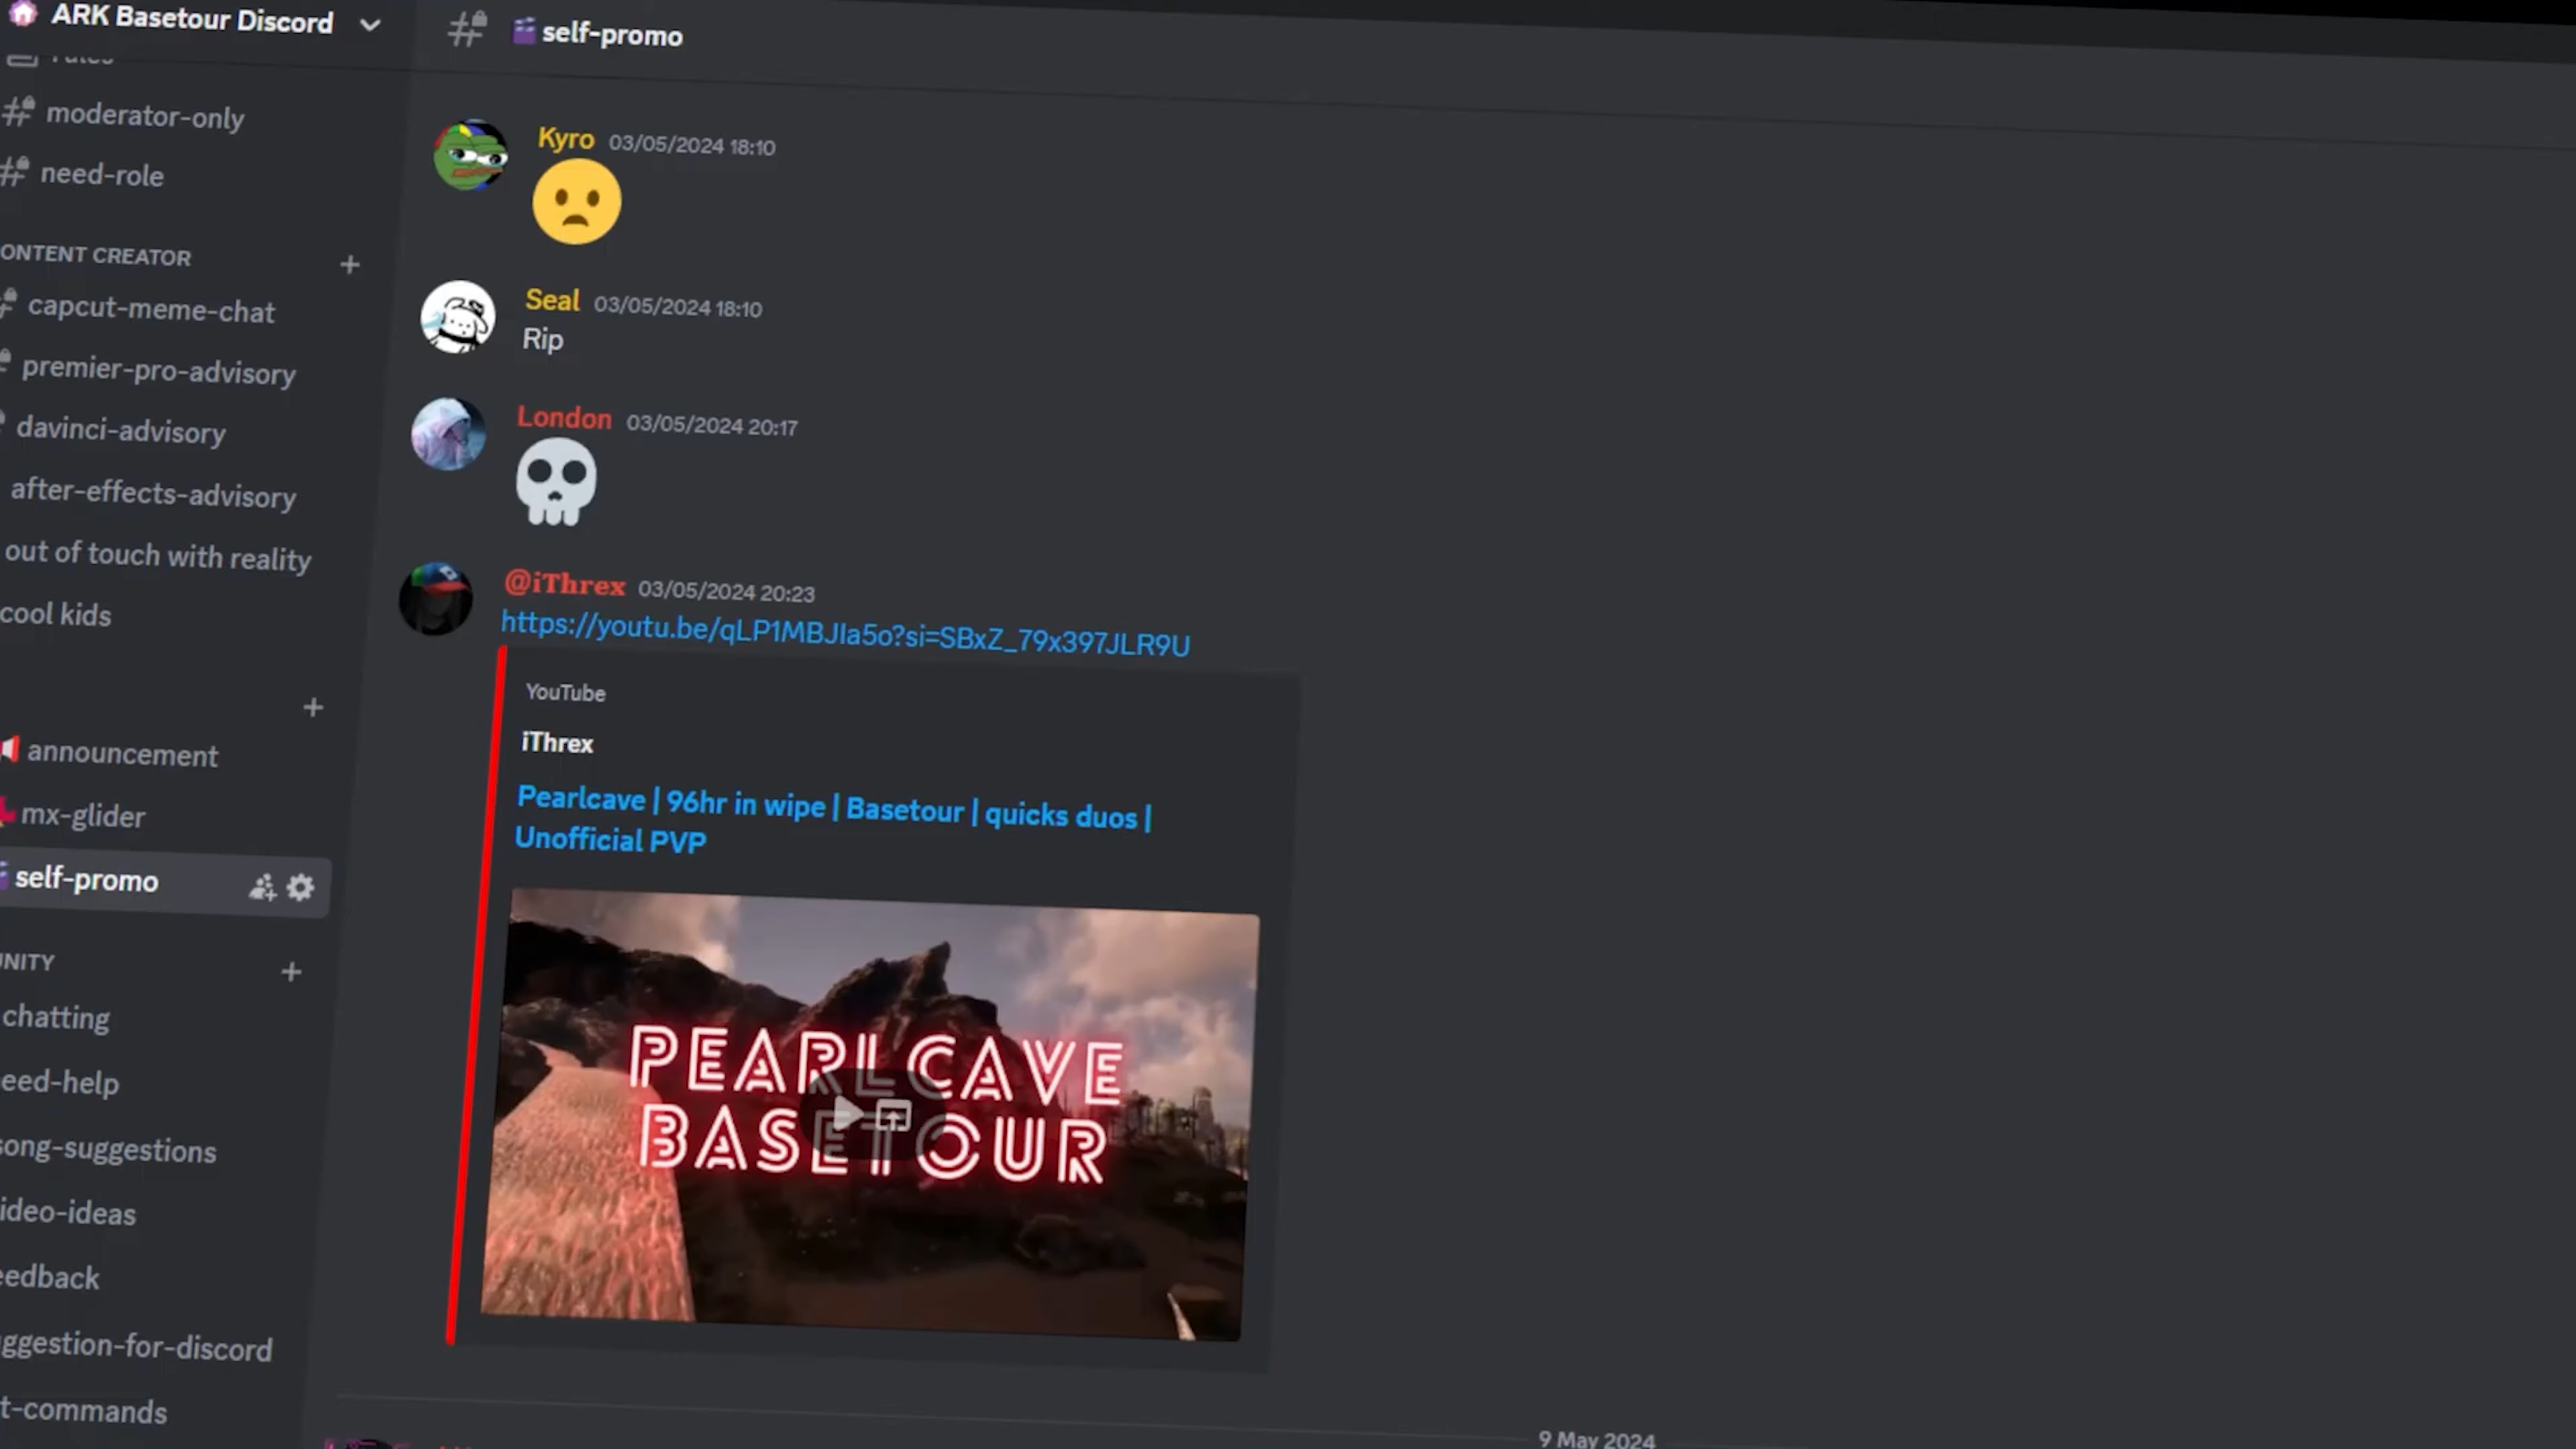 ARK Basetour Discord
rules
moderator-only
need-role
ONTENT CREATOR
capcut-meme-chat
premier-pro-advisory
davinci-advisory
after-effects-advisory
out of touch with reality
cool kids
announcement
mx-glider
self-promo
UNITY
chatting
eed-help
song-suggestions
ideo-ideas
eedback
ggestion-for-discord
t-commands
self-promo
Kyro 03/05/2024 18:10
Seal 03/05/2024 18:10
Rip
London 03/05/2024 20:17
@iThrex 03/05/2024 20:23
https://youtu.be/qLP1MBJIa5o?si=SBxZ_79x397JLR9U
YouTube
iThrex
Pearlcave | 96hr in wipe | Basetour | quicks duos |
Unofficial PVP
PEARLCAVE
BASETOUR
9 May 2024